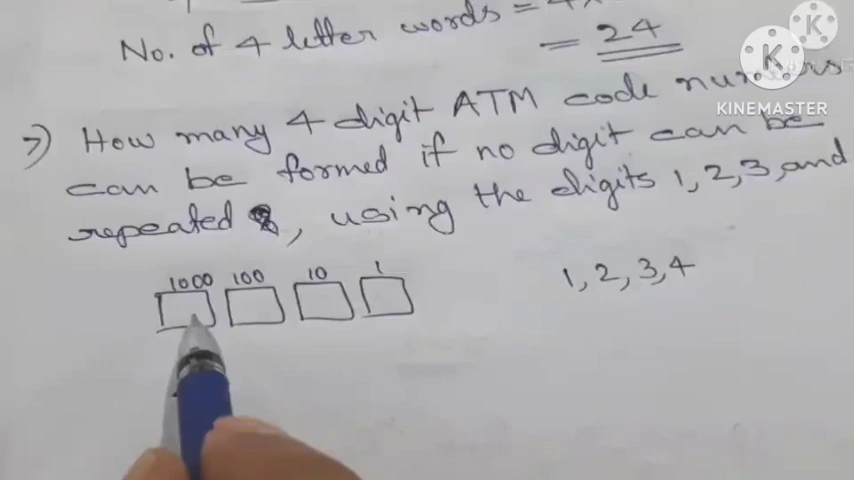 No. of 4 letter words = 4
= 24
KINEMASTER
7) How many 4 digit ATM code numbers
can be formed if no digit can be
repeated , using the digits 1, 2, 3, and
1000 100 10 1
1, 2, 3, 4